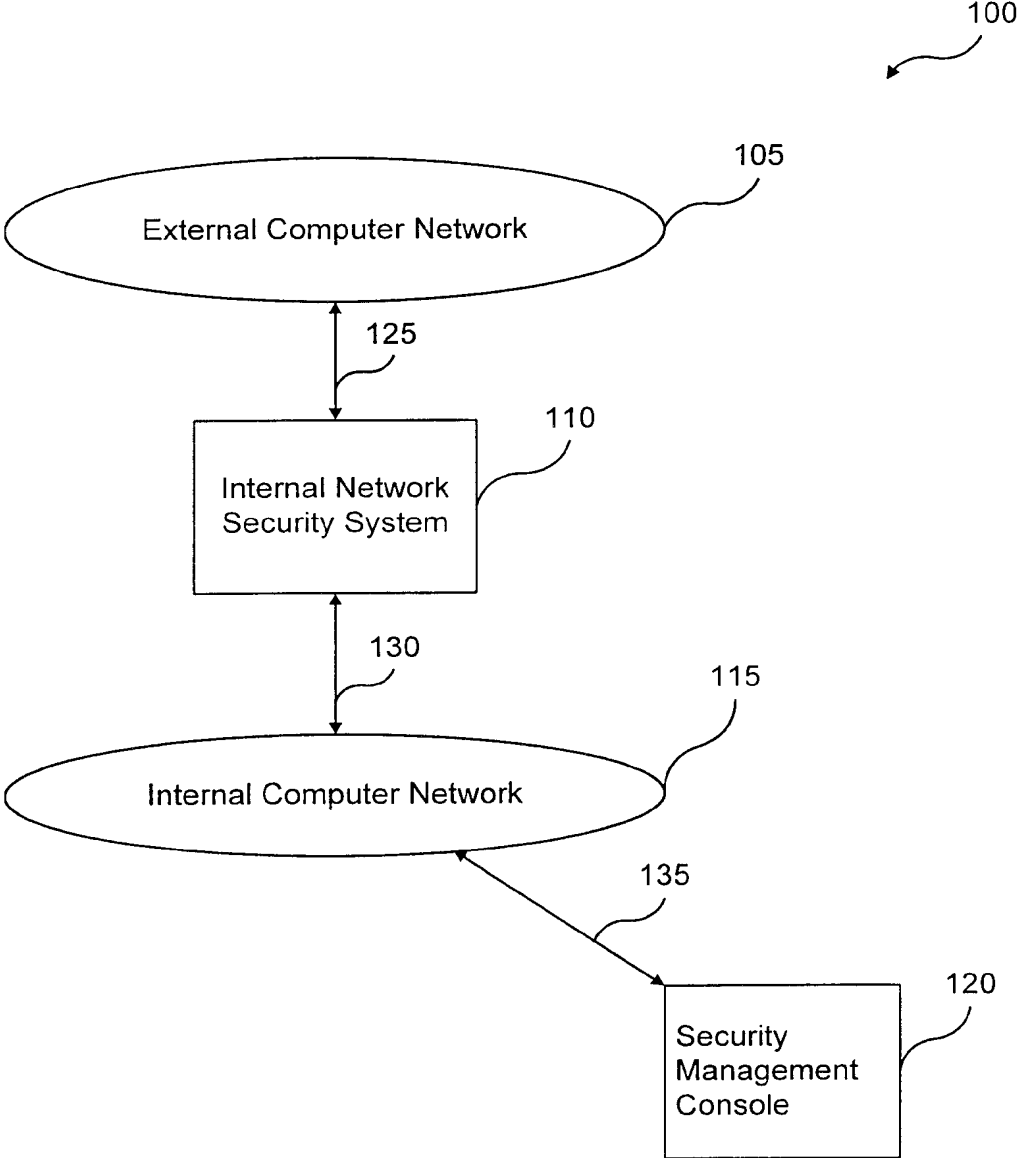 100
105
External Computer Network
125
110
Internal Network
Security System
130
115
Internal Computer Network
135
120
Security
Management
Console